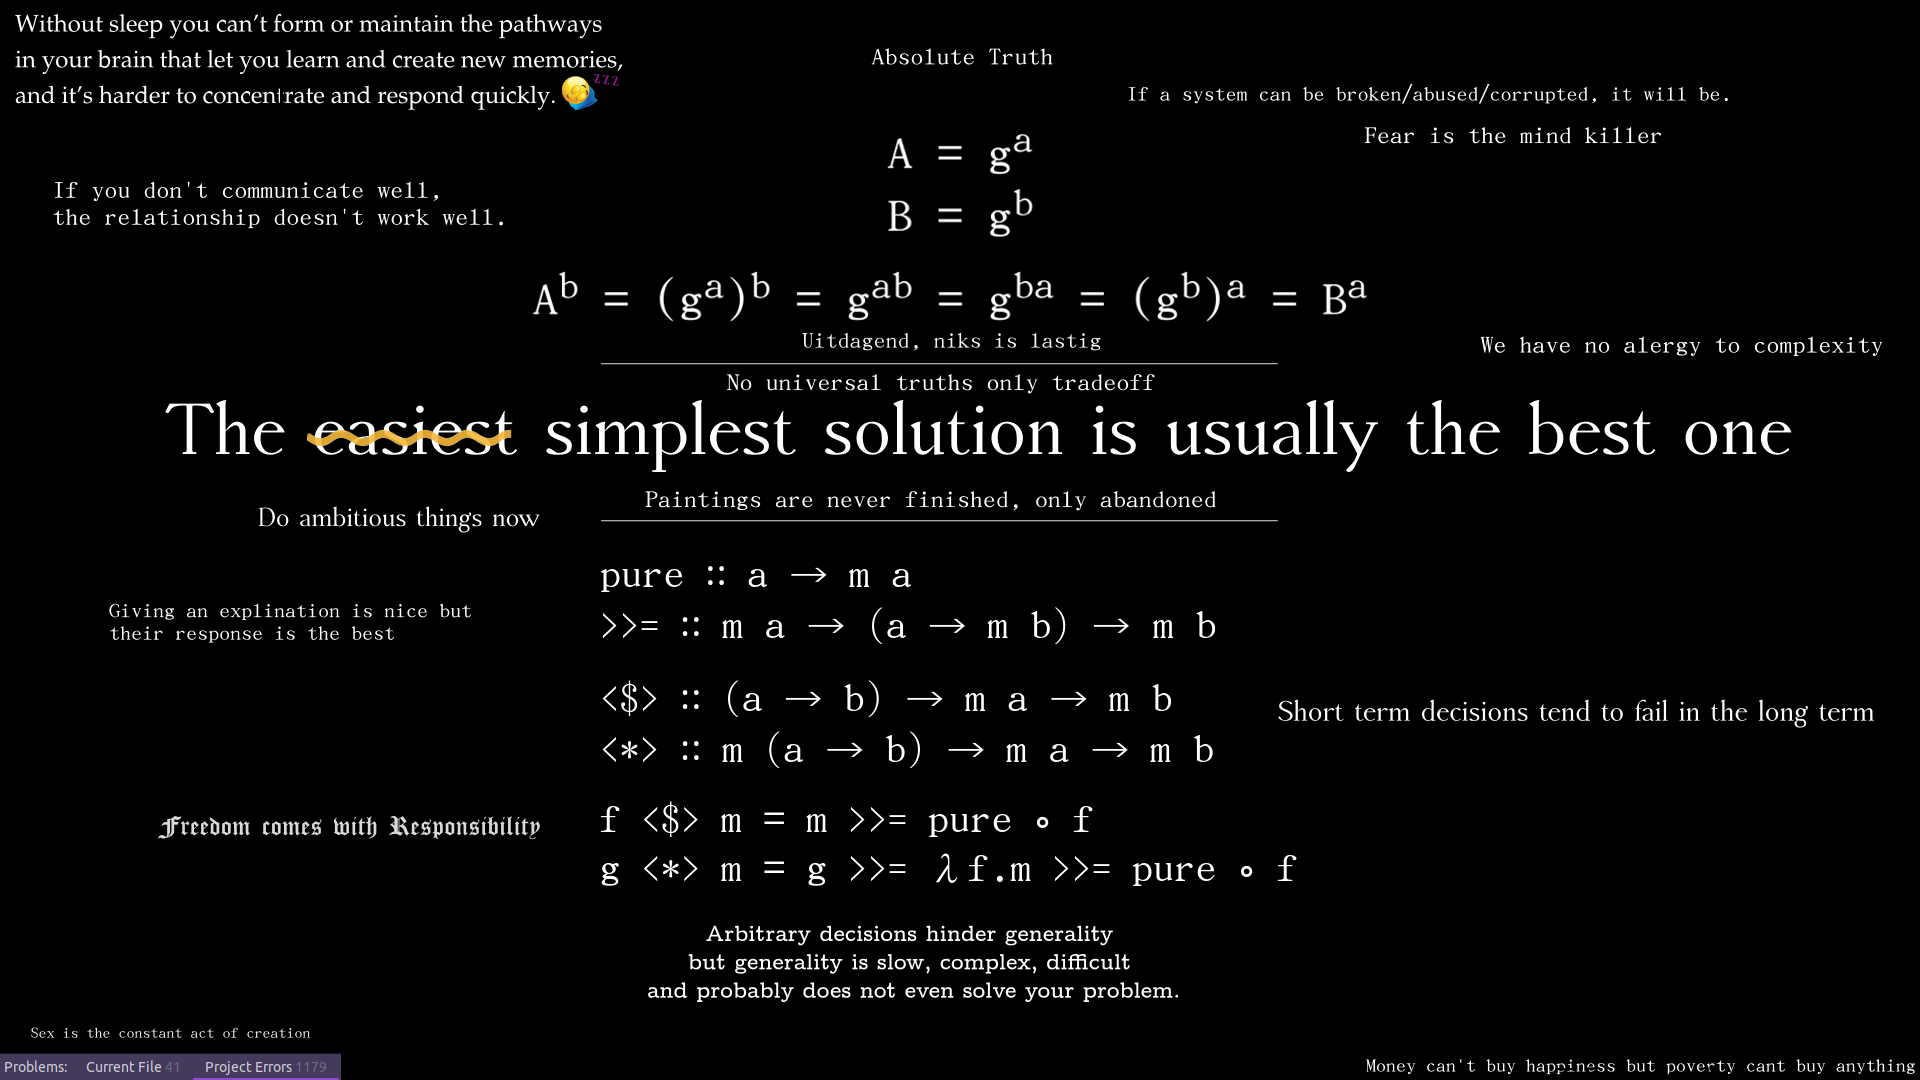 Without sleep you can’t form or maintain the pathways
in your brain that let you learn and create new memories,
and it’s harder to concentrate and respond quickly. zzz
Absolute Truth
If a system can be broken/abused/corrupted, it will be.
Fear is the mind killer
A = gᵃ
B = gᵇ
If you don't communicate well,
the relationship doesn't work well.
Aᵇ = (gᵃ)ᵇ = gᵃᵇ = gᵇᵃ = (gᵇ)ᵃ = Bᵃ
Uitdagend, niks is lastig
We have no alergy to complexity
No universal truths only tradeoff
The easiest simplest solution is usually the best one
Paintings are never finished, only abandoned
Do ambitious things now
pure :: a → m a
>>= :: m a → (a → m b) → m b
Giving an explination is nice but
their response is the best
<$> :: (a → b) → m a → m b
<*> :: m (a → b) → m a → m b
Short term decisions tend to fail in the long term
f <$> m = m >>= pure ∘ f
g <*> m = g >>= λf.m >>= pure ∘ f
Freedom comes with Responsibility
Arbitrary decisions hinder generality
but generality is slow, complex, difficult
and probably does not even solve your problem.
Sex is the constant act of creation
Problems: Current File 41 Project Errors 1179
Money can't buy happiness but poverty cant buy anything